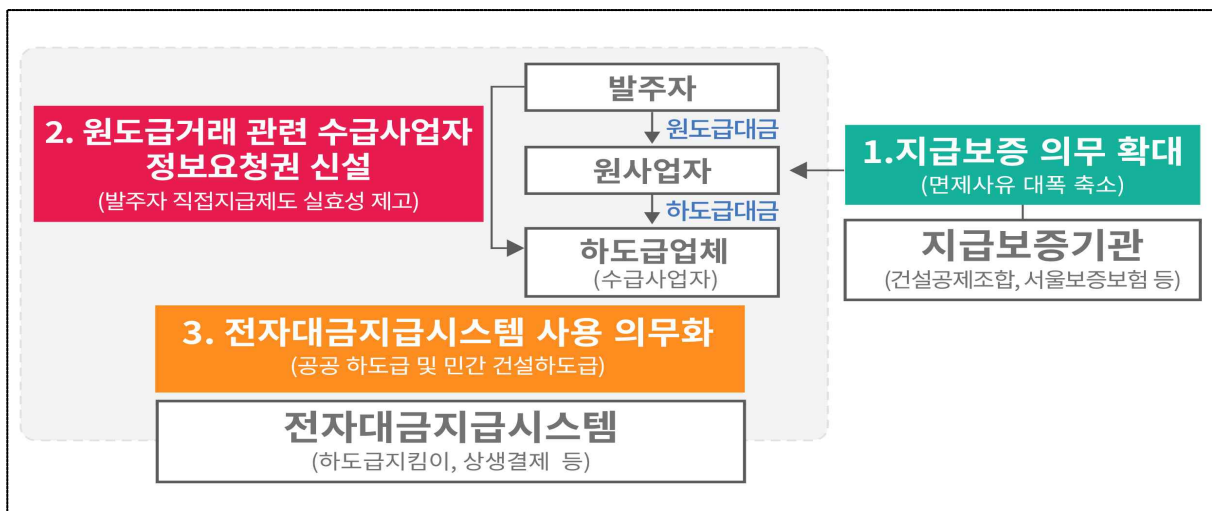 발주자
원도급대금
2. 원도급거래 관련 수급사업자
정보요청권 신설
(발주자 직접지급제도 실효성 제고)
원사업자
하도급대금
1.지급보증 의무 확대
(면제사유 대폭 축소)
하도급업체
(수급사업자)
지급보증기관
(건설공제조합, 서울보증보험 등)
3. 전자대금지급시스템 사용 의무화
(공공 하도급 및 민간 건설하도급)
전자대금지급시스템
(하도급지킴이, 상생결제 등)